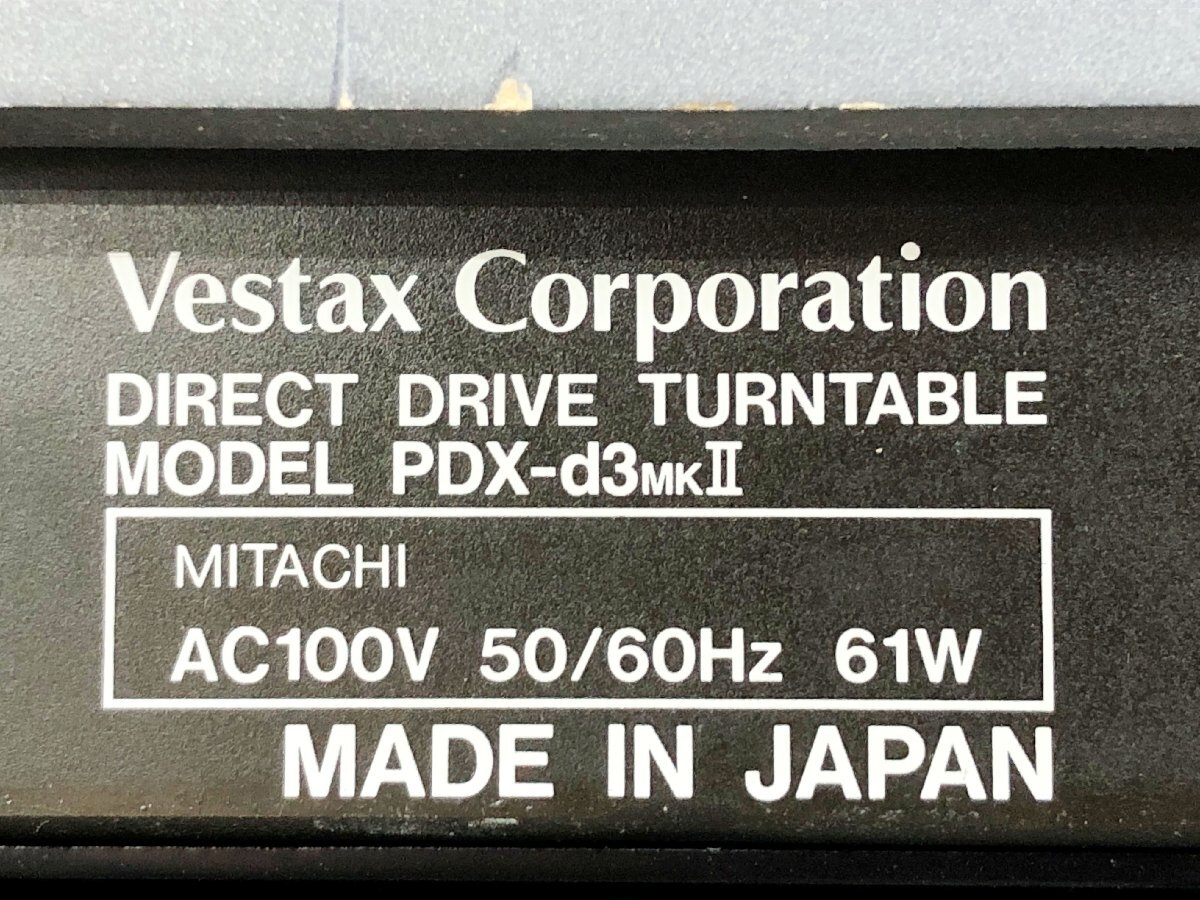 Vestax Corporation
DIRECT DRIVE TURNTABLE
MODEL PDX-d3MKⅡ
MITACHI
AC100V 50/60Hz 61W
MADE IN JAPAN